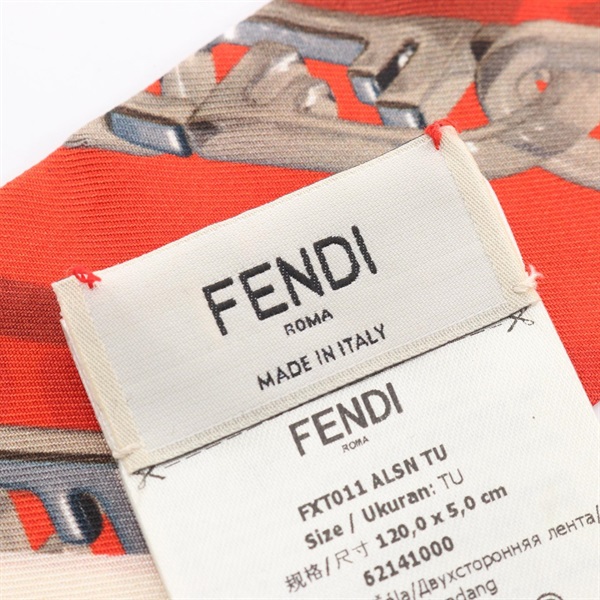 FENDI
ROMA
MADE IN ITALY
FENDI
ROMA
FXT011 ALSN TU
Size / Ukuran: TU
规格/尺寸 120,0 x 5,0 cm
62141000
/Двухсторонняя лента/